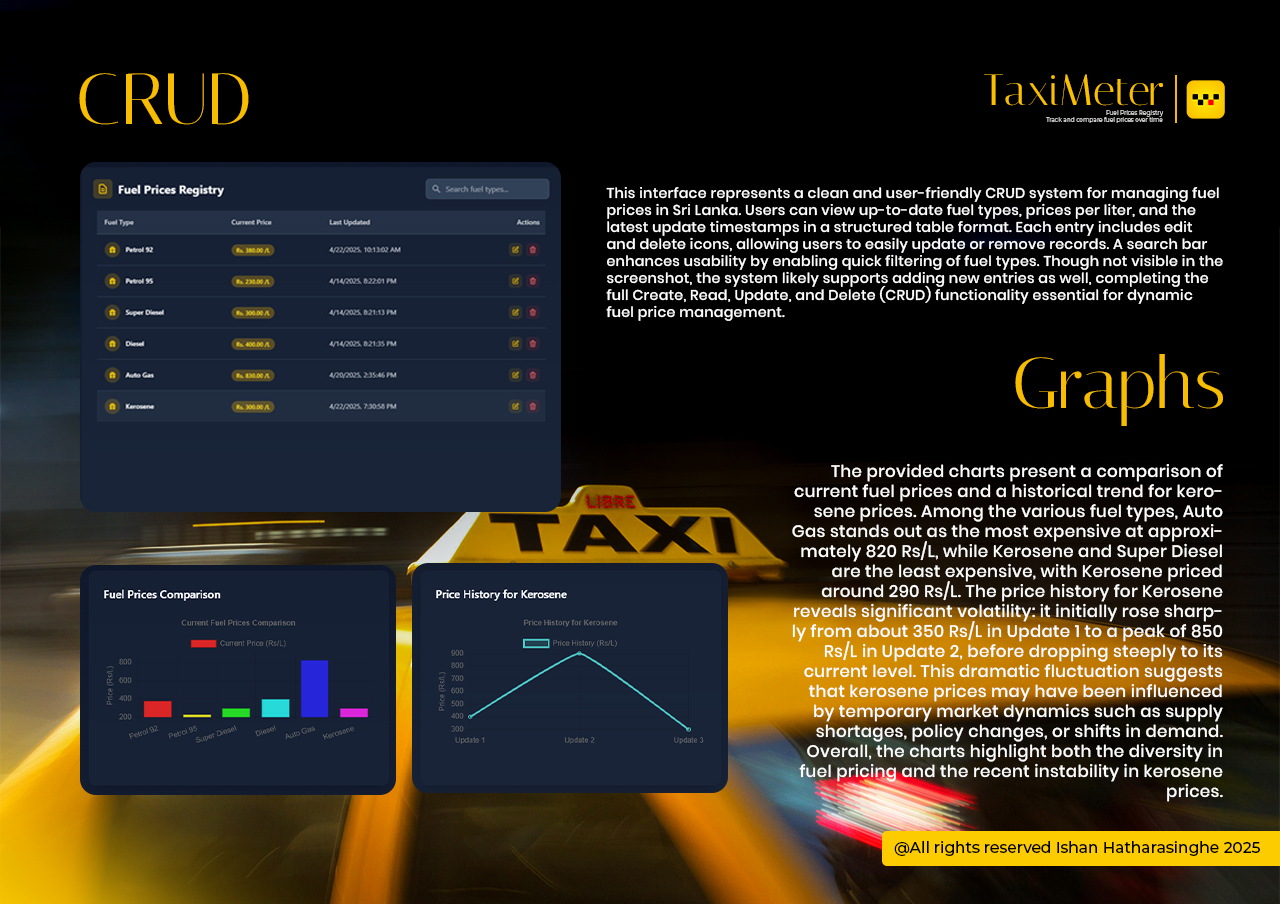 CRUD
TaxiMeter
Fuel Prices Registry
Track and compare fuel prices over time
Fuel Prices Registry
Search fuel types...
Fuel Type Current Price Last Updated Actions
Petrol 92 Rs. 380.00 /L 4/22/2025, 10:13:02 AM
Petrol 95 Rs. 230.00 /L 4/14/2025, 8:22:01 PM
Super Diesel Rs. 300.00 /L 4/14/2025, 8:21:13 PM
Diesel Rs. 400.00 /L 4/14/2025, 8:21:35 PM
Auto Gas Rs. 830.00 /L 4/20/2025, 2:35:46 PM
Kerosene Rs. 300.00 /L 4/22/2025, 7:30:58 PM
This interface represents a clean and user-friendly CRUD system for managing fuel
prices in Sri Lanka. Users can view up-to-date fuel types, prices per liter, and the
latest update timestamps in a structured table format. Each entry includes edit
and delete icons, allowing users to easily update or remove records. A search bar
enhances usability by enabling quick filtering of fuel types. Though not visible in the
screenshot, the system likely supports adding new entries as well, completing the
full Create, Read, Update, and Delete (CRUD) functionality essential for dynamic
fuel price management.
Graphs
The provided charts present a comparison of
current fuel prices and a historical trend for kero-
sene prices. Among the various fuel types, Auto
Gas stands out as the most expensive at approxi-
mately 820 Rs/L, while Kerosene and Super Diesel
are the least expensive, with Kerosene priced
around 290 Rs/L. The price history for Kerosene
reveals significant volatility: it initially rose sharp-
ly from about 350 Rs/L in Update 1 to a peak of 850
Rs/L in Update 2, before dropping steeply to its
current level. This dramatic fluctuation suggests
that kerosene prices may have been influenced
by temporary market dynamics such as supply
shortages, policy changes, or shifts in demand.
Overall, the charts highlight both the diversity in
fuel pricing and the recent instability in kerosene
prices.
LIBRE
TAXI
Fuel Prices Comparison
Current Fuel Prices Comparison
Current Price (Rs/L)
Price (Rs/L)
800
600
400
200
Petrol 92 Petrol 95 Super Diesel Diesel Auto Gas Kerosene
Price History for Kerosene
Price History for Kerosene
Price History (Rs/L)
Price (Rs/L)
900
800
700
600
500
400
300
Update 1 Update 2 Update 3
@All rights reserved Ishan Hatharasinghe 2025